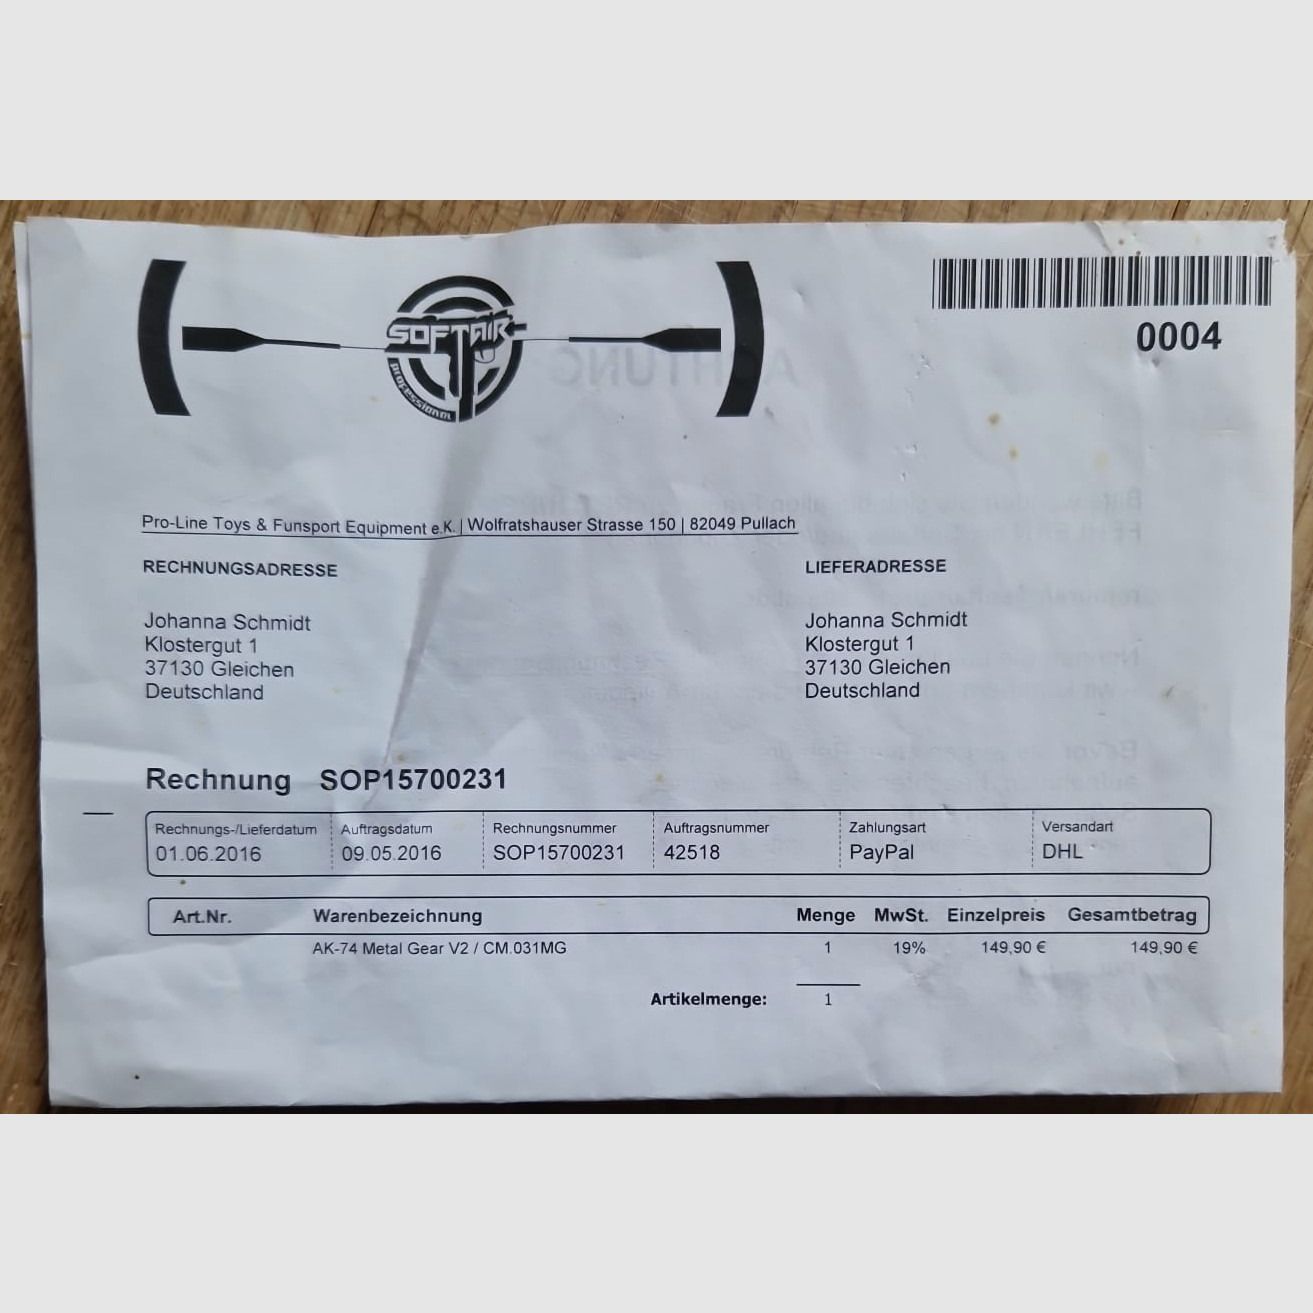 SOFTAIR
professional
0004
Pro-Line Toys & Funsport Equipment e.K. | Wolfratshauser Strasse 150 | 82049 Pullach
RECHNUNGSADRESSE
Johanna Schmidt
Klostergut 1
37130 Gleichen
Deutschland
LIEFERADRESSE
Johanna Schmidt
Klostergut 1
37130 Gleichen
Deutschland
Rechnung SOP15700231
Rechnungs-/Lieferdatum Auftragsdatum Rechnungsnummer Auftragsnummer Zahlungsart Versandart
01.06.2016 09.05.2016 SOP15700231 42518 PayPal DHL
Art.Nr. Warenbezeichnung Menge MwSt. Einzelpreis Gesamtbetrag
AK-74 Metal Gear V2 / CM.031MG 1 19% 149,90 € 149,90 €
Artikelmenge: 1